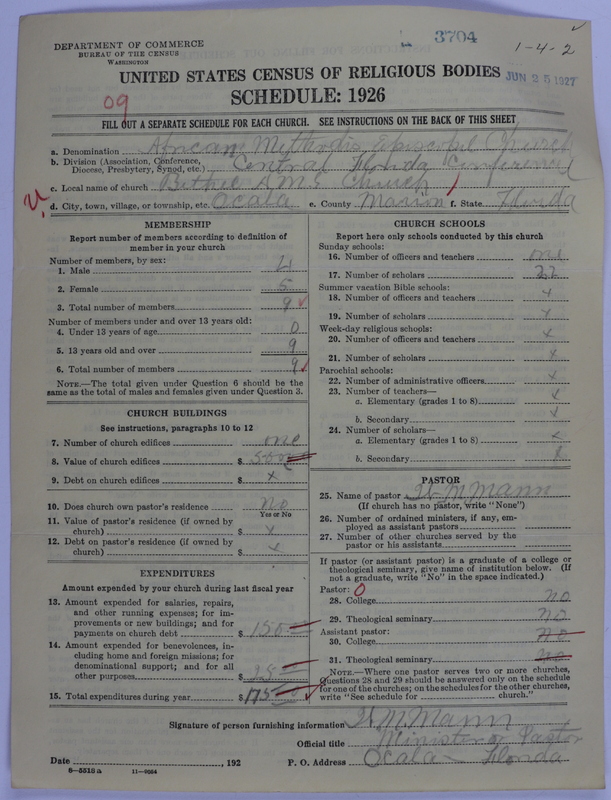 3704
1-4-2
DEPARTMENT OF COMMERCE
BUREAU OF THE CENSUS
WASHINGTON
UNITED STATES CENSUS OF RELIGIOUS BODIES
JUN 25 1927
SCHEDULE: 1926
09
FILL OUT A SEPARATE SCHEDULE FOR EACH CHURCH. SEE INSTRUCTIONS ON THE BACK OF THIS SHEET
a. Denomination African Methodis Episcopel Church
b. Division (Association, Conference, Diocese, Presbytery, Synod, etc.) Central Florida Conference
c. Local name of church Bethel A.M.E. Church
d. City, town, village, or township, etc. Ocala e. County Marion f. State Florida
MEMBERSHIP
Report number of members according to definition of
member in your church
Number of members, by sex:
1. Male 4
2. Female 5
3. Total number of members 9
Number of members under and over 13 years old:
4. Under 13 years of age 0
5. 13 years old and over 9
6. Total number of members 9
NOTE.—The total given under Question 6 should be
same as the total of males and females given under Question 3.
CHURCH BUILDINGS
See instructions, paragraphs 10 to 12
7. Number of church edifices one
8. Value of church edifices $ 500
9. Debt on church edifices $ x
10. Does church own pastor's residence No
Yes or No
11. Value of pastor's residence (if owned by
church) $ x
12. Debt on pastor's residence (if owned by
church) $ x
EXPENDITURES
Amount expended by your church during last fiscal year
13. Amount expended for salaries, repairs,
and other running expenses; for im-
provements or new buildings; and for
payments on church debt $ 150
14. Amount expended for benevolences, in-
cluding home and foreign missions; for
denominational support; and for all
other purposes $ 25
15. Total expenditures during year $ 175
CHURCH SCHOOLS
Report here only schools conducted by this church
Sunday schools:
16. Number of officers and teachers one
17. Number of scholars 22
Summer vacation Bible schools:
18. Number of officers and teachers x
19. Number of scholars x
Week-day religious schools:
20. Number of officers and teachers x
21. Number of scholars x
Parochial schools:
22. Number of administrative officers x
23. Number of teachers—
a. Elementary (grades 1 to 8) x
b. Secondary x
24. Number of scholars—
a. Elementary (grades 1 to 8) x
b. Secondary x
PASTOR
25. Name of pastor M Mann
(If church has no pastor, write "None")
26. Number of ordained ministers, if any, em-
ployed as assistant pastors
27. Number of other churches served by the
pastor or his assistants
If pastor (or assistant pastor) is a graduate of a college or
theological seminary, give name of institution below. (If
not a graduate, write "No" in the space indicated.)
Pastor: 0
28. College no
29. Theological seminary no
Assistant pastor:
30. College no
31. Theological seminary no
NOTE.—Where one pastor serves two or more churches,
Questions 28 and 29 should be answered only on the schedule
for one of the churches; on the schedules for the other churches,
write "See schedule for church."
Signature of person furnishing information M Mann
Official title Minister Pastor
Date , 192 P. O. Address Ocala Florida
8-5510a 11-9054